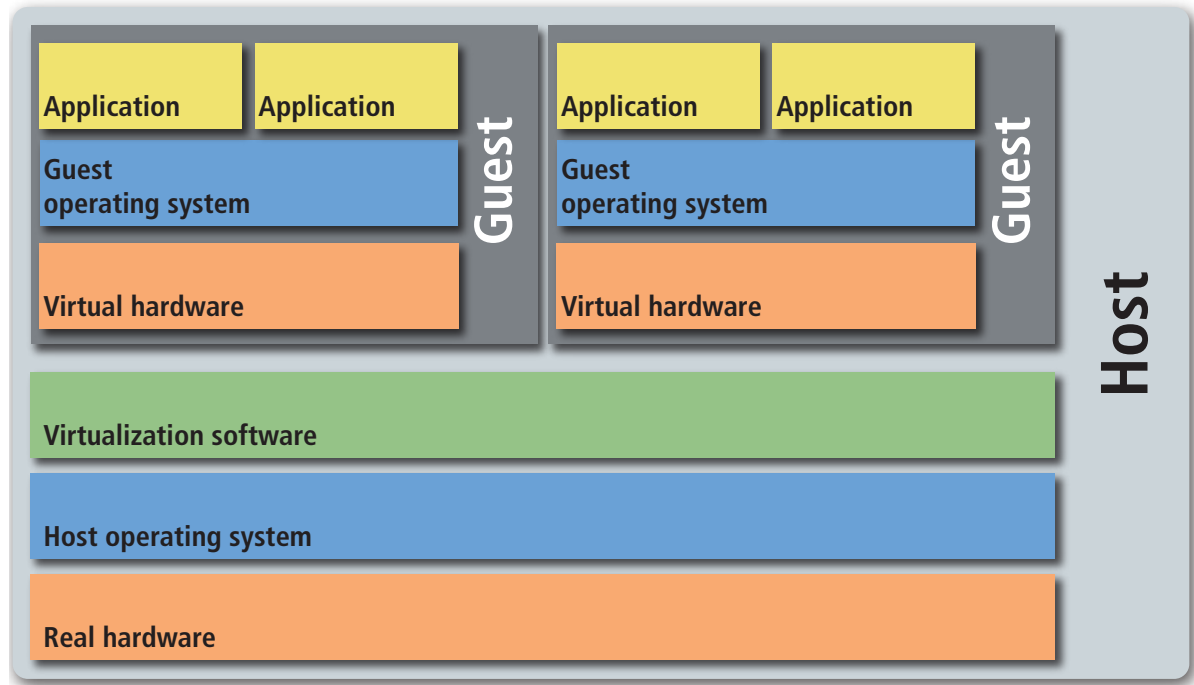 Application
Application
Guest
operating system
Virtual hardware
Guest
Application
Application
Guest
operating system
Virtual hardware
Guest
Host
Virtualization software
Host operating system
Real hardware